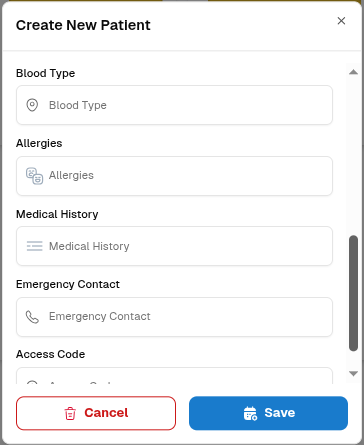 Create New Patient
Blood Type
Blood Type
Allergies
Allergies
Medical History
Medical History
Emergency Contact
Emergency Contact
Access Code
Cancel
Save